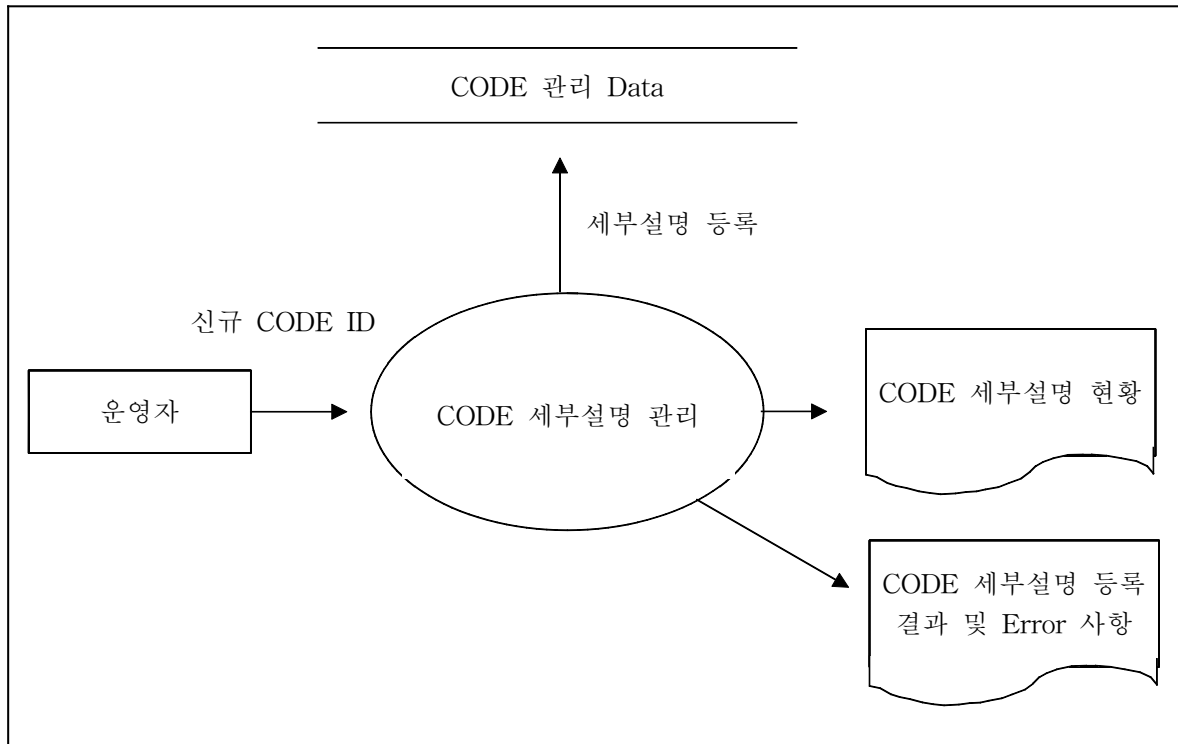 CODE 관리 Data
세부설명 등록
신규 CODE ID
운영자
CODE 세부설명 관리
CODE 세부설명 현황
CODE 세부설명 등록
결과 및 Error 사항